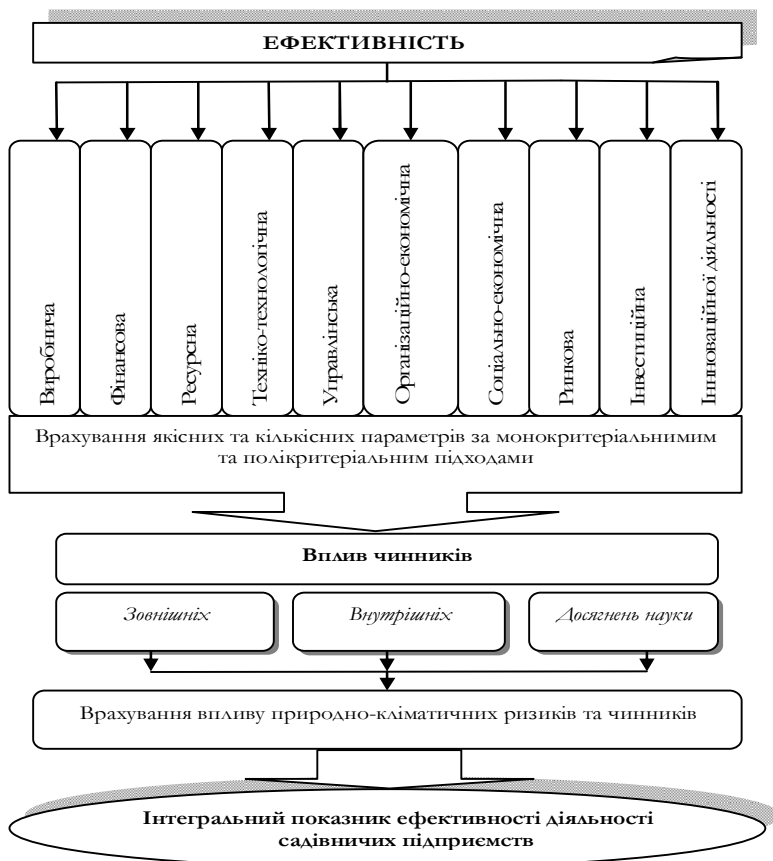 ЕФЕКТИВНІСТЬ
Виробнича
Фінансова
Ресурсна
Техніко-технологічна
Управлінська
Організаційно-економічна
Соціально-економічна
Ринкова
Інвестиційна
Іннноваційної діяльності
Врахування якісних та кількісних параметрів за монокритеріальнимим
та полікритеріальним підходами
Вплив чинників
Зовнішніх
Внутрішніх
Досягнень науки
Врахування впливу природно-кліматичних ризиків та чинників
Інтегральний показник ефективності діяльності
садівничих підприємств